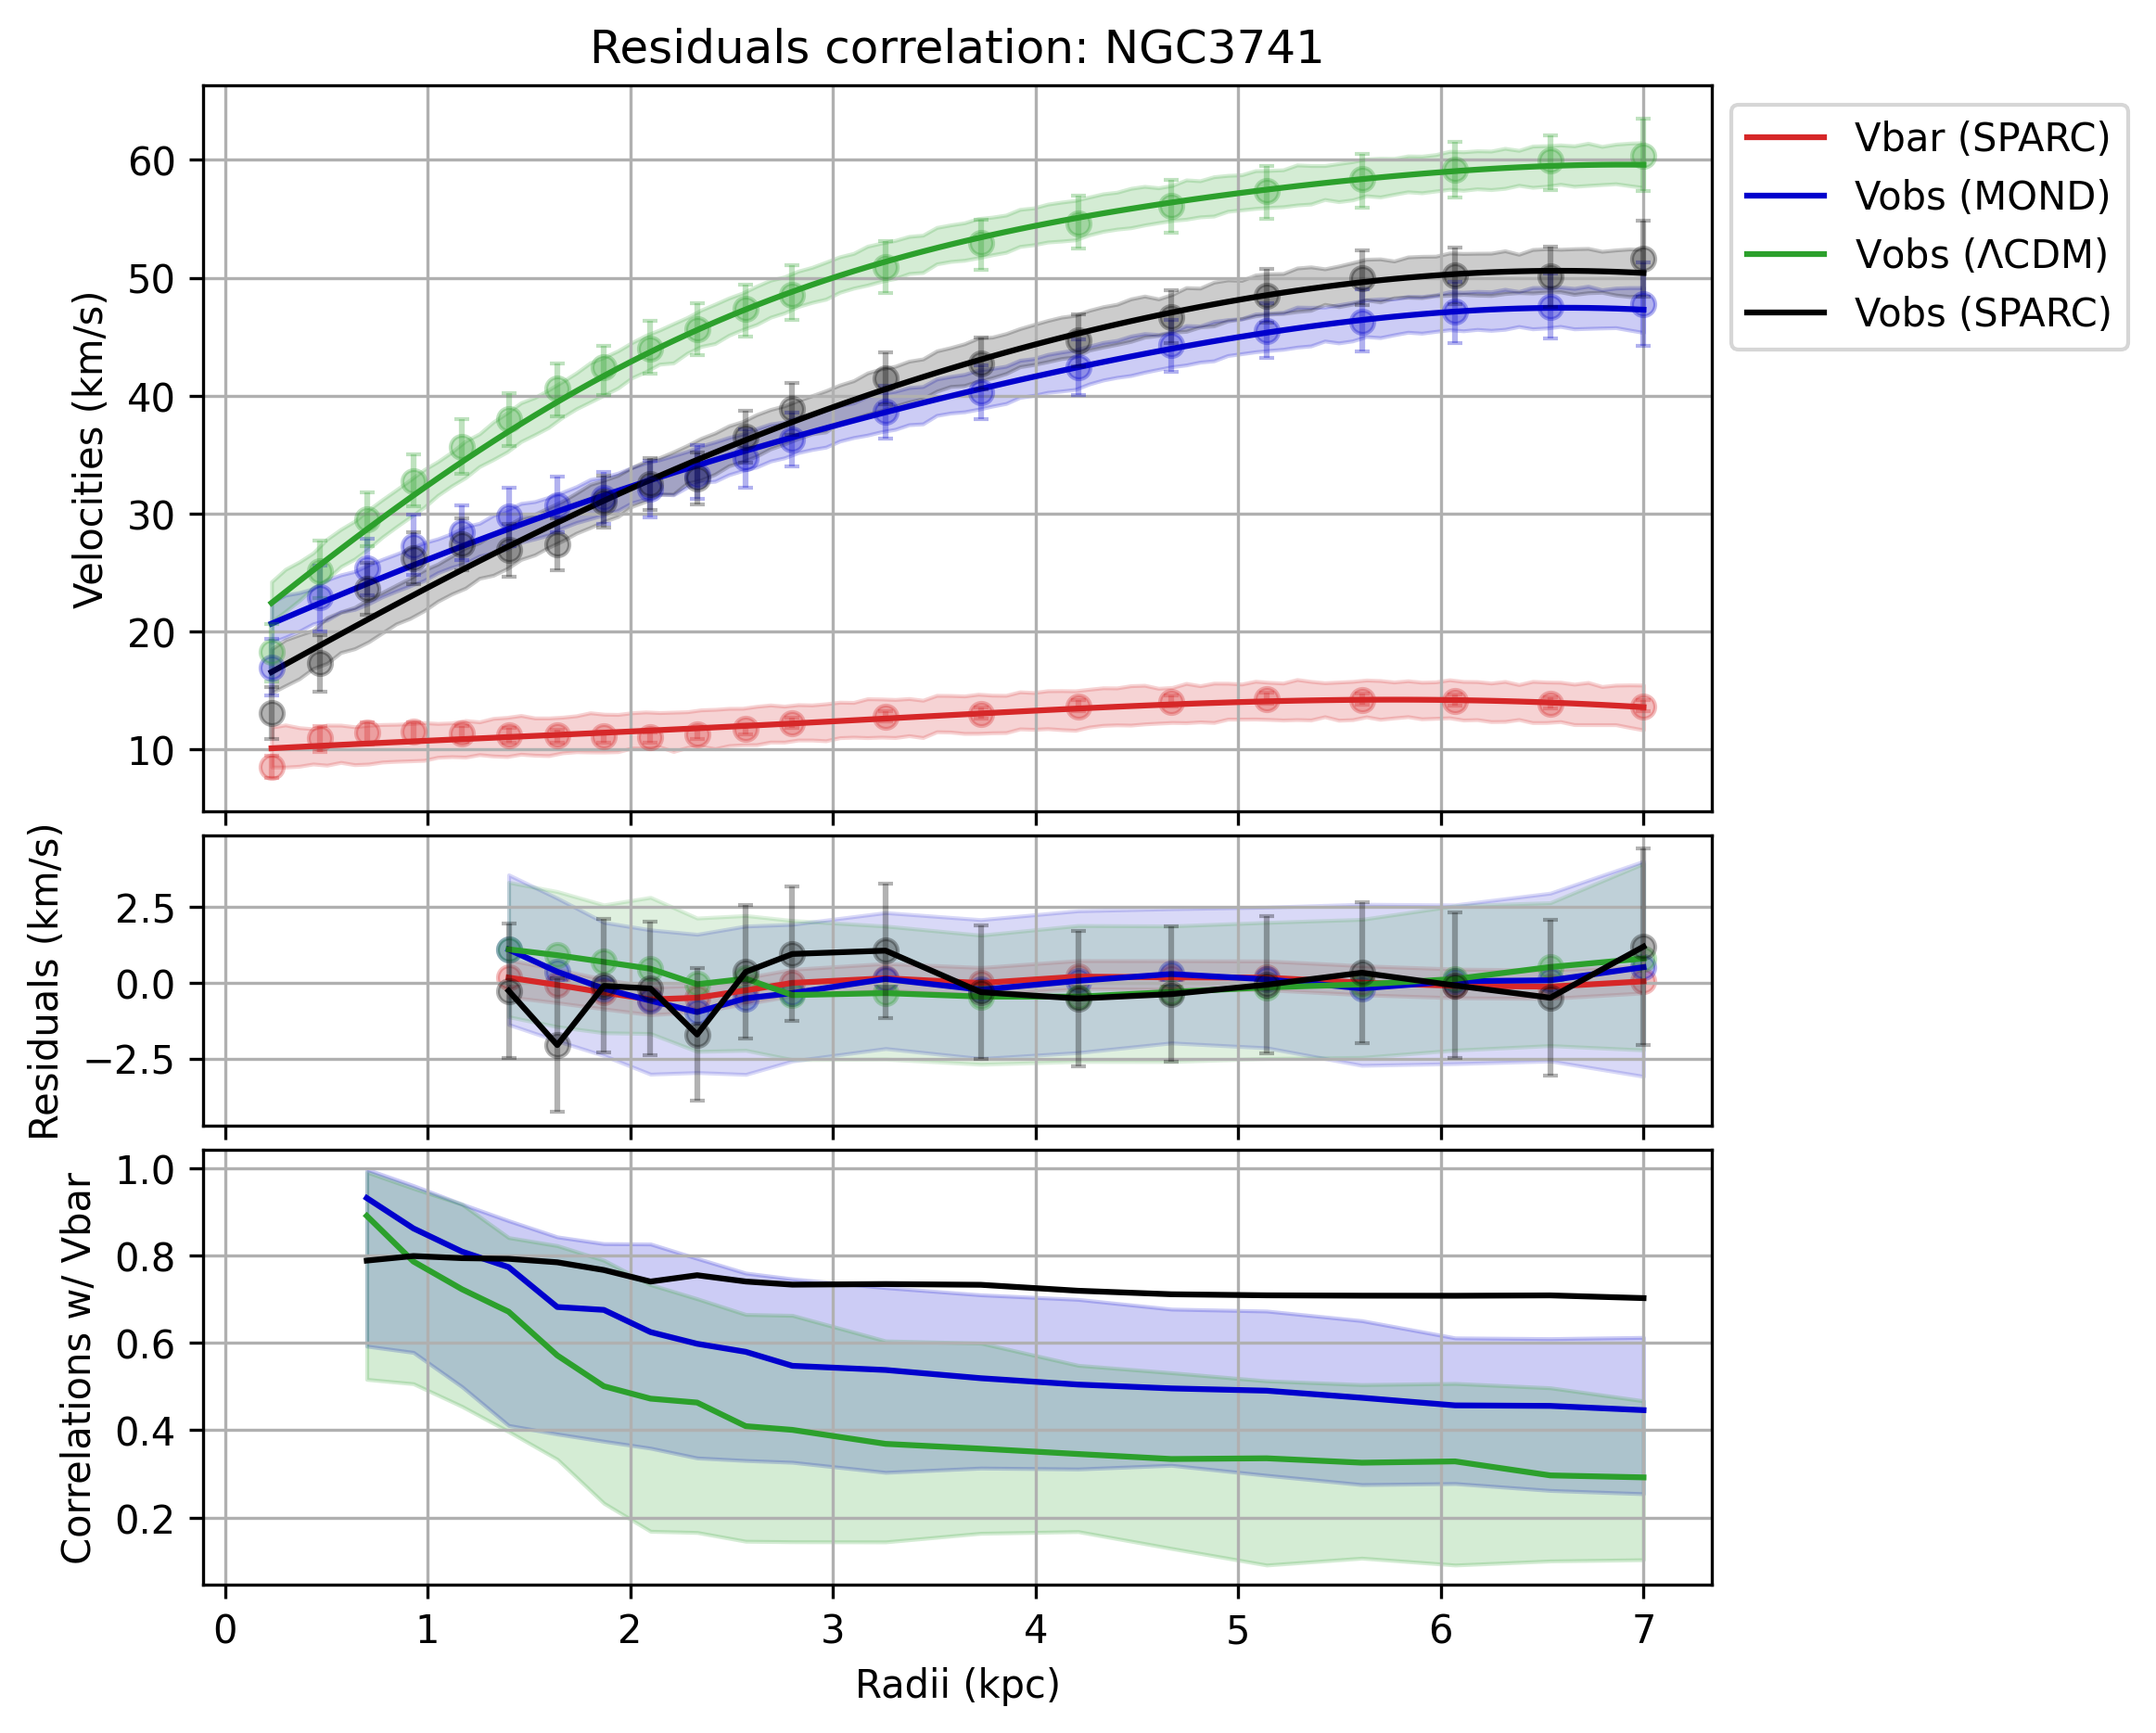 Residuals correlation: NGC3741
Velocities (km/s)
60
50
40
30
20
10
Vbar (SPARC)
Vobs (MOND)
Vobs (ΛCDM)
Vobs (SPARC)
Residuals (km/s)
2.5
0.0
−2.5
Correlations w/ Vbar
1.0
0.8
0.6
0.4
0.2
0 1 2 3 4 5 6 7
Radii (kpc)